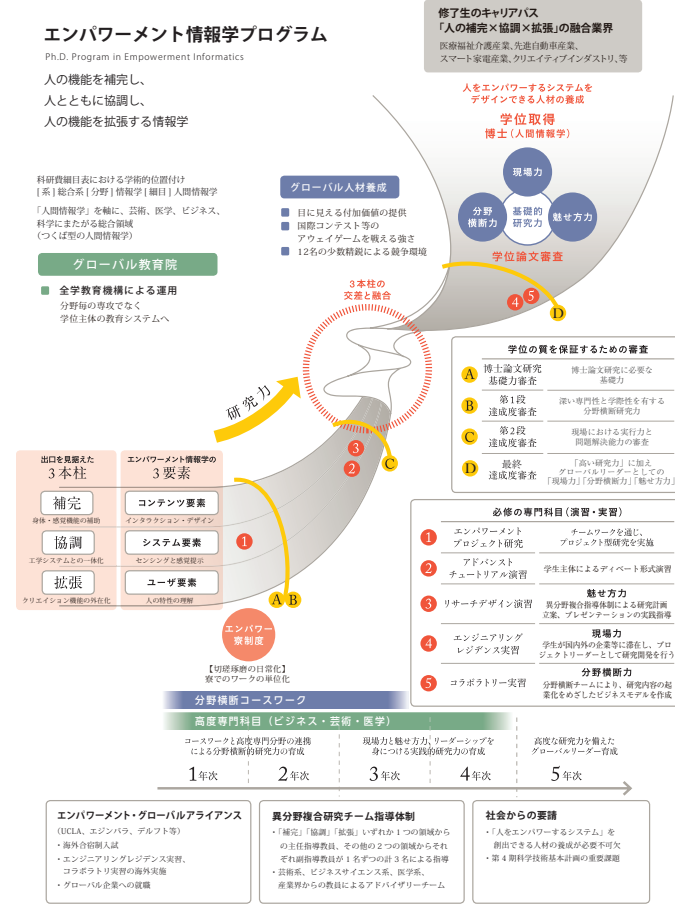 エンパワーメント情報学プログラム
Ph.D. Program in Empowerment Informatics
人の機能を補完し、
人とともに協調し、
人の機能を拡張する情報学
修了生のキャリアパス
「人の補完×協調×拡張」の融合業界
医療福祉介護産業、先進自動車産業、
スマート家電産業、クリエイティブインダストリ、等
人をエンパワーするシステムを
デザインできる人材の養成
学位取得
博士(人間情報学)
現場力
分野
横断力
基礎的
研究力
魅せ方力
学位論文審査
4
5
D
科研費細目表における学術的位置付け
[ 系 ] 総合系 [ 分野 ] 情報学 [ 細目 ] 人間情報学
「人間情報学」を軸に、芸術、医学、ビジネス、
科学にまたがる総合領域
(つくば型の人間情報学)
グローバル教育院
全学教育機構による運用
分野毎の専攻でなく
学位主体の教育システムへ
グローバル人材養成
目に見える付加価値の提供
国際コンテスト等の
アウェイゲームを戦える強さ
12名の少数精鋭による競争環境
3本柱の
交差と融合
研究力
3
2
C
1
A
B
出口を見据えた
3本柱
補完
身体・感覚機能の補助
協調
工学システムとの一体化
拡張
クリエイション機能の外在化
エンパワーメント情報学の
3要素
コンテンツ要素
インタラクション・デザイン
システム要素
センシングと感覚提示
ユーザ要素
人の特性の理解
エンパワー
寮制度
【切瑳琢磨の日常化】
寮でのワークの単位化
学位の質を保証するための審査
A 博士論文研究 博士論文研究に必要な
基礎力審査 基礎力
B 第1段 深い専門性と学際性を有する
達成度審査 分野横断研究力
C 第2段 現場における実行力と
達成度審査 問題解決能力の審査
D 最終 「高い研究力」に加え
達成度審査 グローバルリーダーとしての
「現場力」「分野横断力」「魅せ方力」
必修の専門科目(演習・実習)
1 エンパワーメント チームワークを通じ、
プロジェクト研究 プロジェクト型研究を実施
2 アドバンスト 学生主体によるディベート形式演習
チュートリアル演習
3 リサーチデザイン演習 魅せ方力
異分野複合指導体制による研究計画
立案、プレゼンテーションの実践指導
4 エンジニアリング 現場力
レジデンス実習 学生が国内外の企業等に滞在し、プロ
ジェクトリーダーとして研究開発を行う
5 コラボラトリー実習 分野横断力
分野横断チームにより、研究内容の起
業化をめざしたビジネスモデルを作成
分野横断コースワーク
高度専門科目(ビジネス・芸術・医学)
コースワークと高度専門分野の連携
による分野横断的研究力の育成
現場力と魅せ方力、リーダーシップを
身につける実践的研究力の育成
高度な研究力を備えた
グローバルリーダー育成
1年次 2年次 3年次 4年次 5年次
エンパワーメント・グローバルアライアンス
(UCLA、エジンバラ、デルフト等)
・海外合宿制入試
・エンジニアリングレジデンス実習、
コラボラトリ実習の海外実施
・グローバル企業への就職
異分野複合研究チーム指導体制
・「補完」「協調」「拡張」いずれか 1 つの領域から
の主任指導教員、その他の 2 つの領域からそれ
ぞれ副指導教員が 1 名ずつの計 3 名による指導
・芸術系、ビジネスサイエンス系、医学系、
産業界からの教員によるアドバイザリーチーム
社会からの要請
・「人をエンパワーするシステム」を
創出できる人材の養成が必要不可欠
・第 4 期科学技術基本計画の重要課題